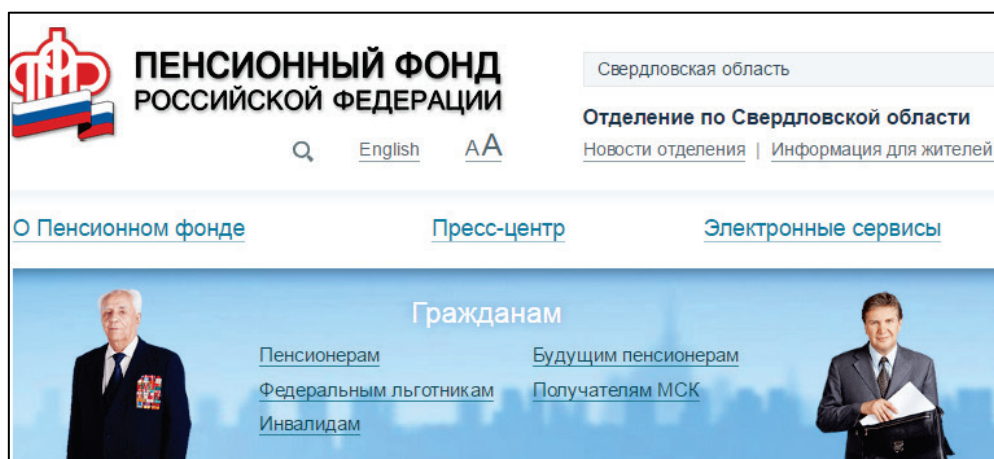 ПЕНСИОННЫЙ ФОНД
РОССИЙСКОЙ ФЕДЕРАЦИИ
English AA
Свердловская область
Отделение по Свердловской области
Новости отделения | Информация для жителей
О Пенсионном фонде Пресс-центр Электронные сервисы
Гражданам
Пенсионерам Будущим пенсионерам
Федеральным льготникам Получателям МСК
Инвалидам